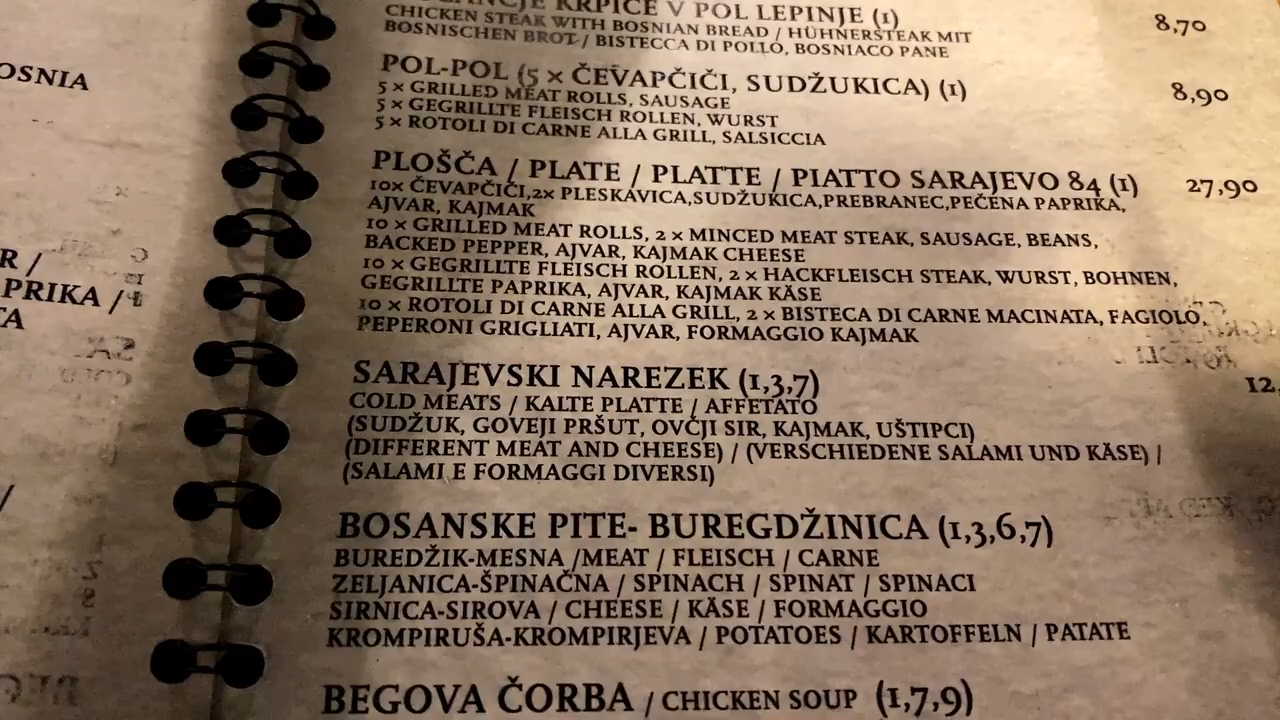 OSNIA
R /
PRIKA /
TA
KRPICE V POL LEPINJE (1)
8,70
CHICKEN STEAK WITH BOSNIAN BREAD / HÜHNERSTEAK MIT
BOSNISCHEN BROT / BISTECCA DI POLLO, BOSNIACO PANE
POL-POL (5 × ČEVAPČIČI, SUDŽUKICA) (1)
8,90
5 × GRILLED MEAT ROLLS, SAUSAGE
5 × GEGRILLTE FLEISCH ROLLEN, WURST
5 × ROTOLI DI CARNE ALLA GRILL, SALSICCIA
PLOŠČA / PLATE / PLATTE / PIATTO SARAJEVO 84 (1)
27,90
10× ČEVAPČIČI,2× PLESKAVICA,SUDŽUKICA,PREBRANEC,PEČENA PAPRIKA,
AJVAR, KAJMAK
10 × GRILLED MEAT ROLLS, 2 × MINCED MEAT STEAK, SAUSAGE, BEANS,
BACKED PEPPER, AJVAR, KAJMAK CHEESE
10 × GEGRILLTE FLEISCH ROLLEN, 2 × HACKFLEISCH STEAK, WURST, BOHNEN,
GEGRILLTE PAPRIKA, AJVAR, KAJMAK KÄSE
10 × ROTOLI DI CARNE ALLA GRILL, 2 × BISTECA DI CARNE MACINATA, FAGIOLO,
PEPERONI GRIGLIATI, AJVAR, FORMAGGIO KAJMAK
SARAJEVSKI NAREZEK (1,3,7)
12,
COLD MEATS / KALTE PLATTE / AFFETATO
(SUDŽUK, GOVEJI PRŠUT, OVČJI SIR, KAJMAK, UŠTIPCI)
(DIFFERENT MEAT AND CHEESE) / (VERSCHIEDENE SALAMI UND KÄSE) /
(SALAMI E FORMAGGI DIVERSI)
BOSANSKE PITE- BUREGDŽINICA (1,3,6,7)
BUREDŽIK-MESNA /MEAT / FLEISCH / CARNE
ZELJANICA-ŠPINAČNA / SPINACH / SPINAT / SPINACI
SIRNICA-SIROVA / CHEESE / KÄSE / FORMAGGIO
KROMPIRUŠA-KROMPIRJEVA / POTATOES / KARTOFFELN / PATATE
BEGOVA ČORBA / CHICKEN SOUP (1,7,9)